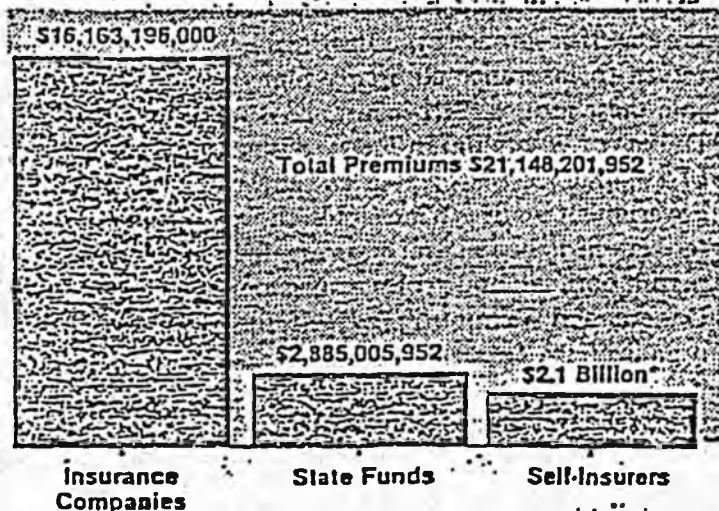 $16,163,196,000
Total Premiums $21,148,201,952
$2,885,005,952
$2.1 Billion*
Insurance
Companies
State Funds
Self-Insurers